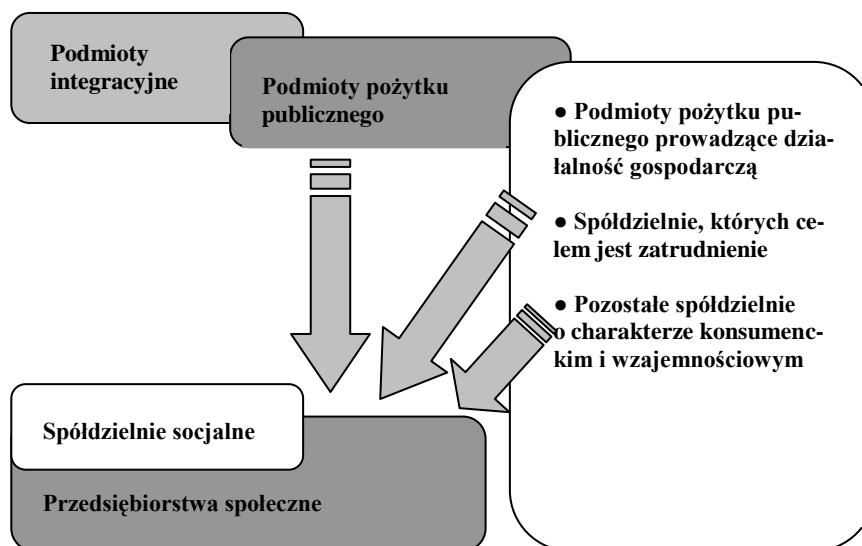 Podmioty
integracyjne
Podmioty pożytku
publicznego
● Podmioty pożytku pu-
blicznego prowadzące dzia-
łalność gospodarczą
● Spółdzielnie, których ce-
lem jest zatrudnienie
● Pozostałe spółdzielnie
o charakterze konsumenc-
kim i wzajemnościowym
Spółdzielnie socjalne
Przedsiębiorstwa społeczne